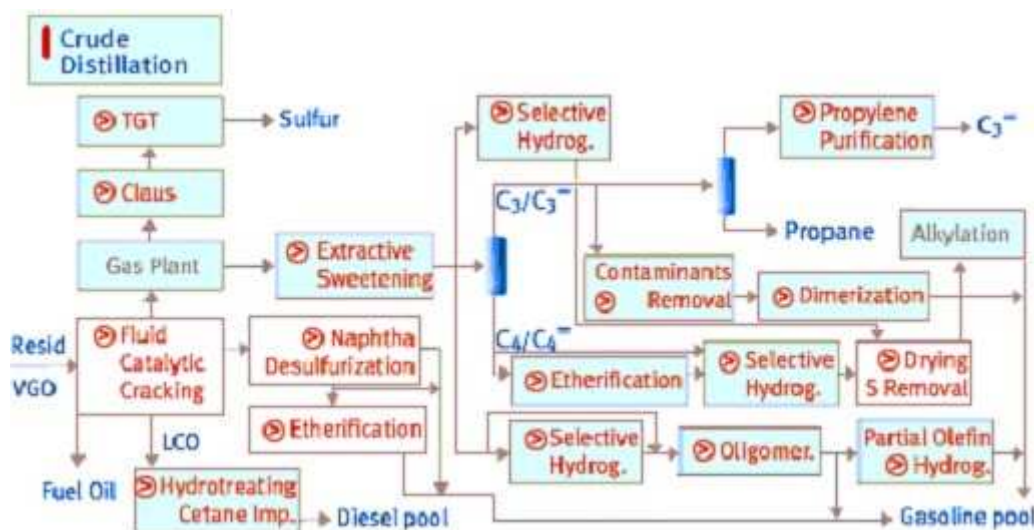 Crude
Distillation
TGT
Sulfur
Claus
Gas Plant
Extractive
Sweetening
Resid
VGO
Fluid
Catalytic
Cracking
Naphtha
Desulfurization
Etherification
LCO
Fuel Oil
Hydrotreating
Cetane Imp.
Diesel pool
Selective
Hydrog.
C₃/C₃⁼
Propylene
Purification
C₃⁼
Propane
Alkylation
Contaminants
Removal
Dimerization
C₄/C₄⁼
Etherification
Selective
Hydrog.
Drying
S Removal
Selective
Hydrog.
Oligomer.
Partial Olefin
Hydrog.
Gasoline pool